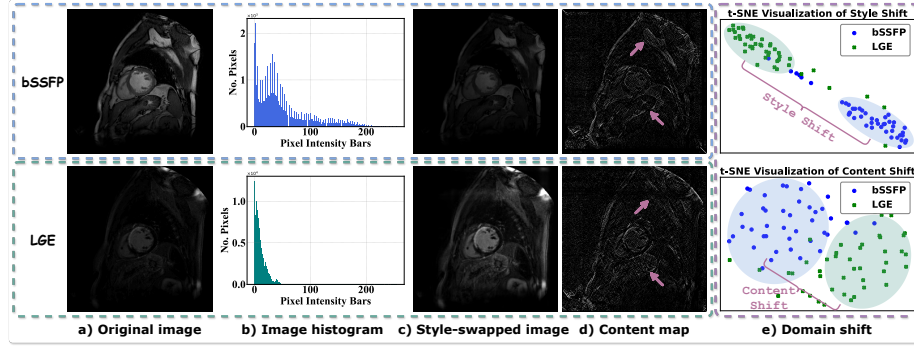 bSSFP
×10⁴
2
1
0
No. Pixels
0 100 200
Pixel Intensity Bars
LGE
1.0
0.5
0.0
No. Pixels
0 100 200
Pixel Intensity Bars
a) Original image b) Image histogram c) Style-swapped image d) Content map
t-SNE Visualization of Style Shift
bSSFP
LGE
Style Shift
t-SNE Visualization of Content Shift
bSSFP
LGE
Content
Shift
e) Domain shift